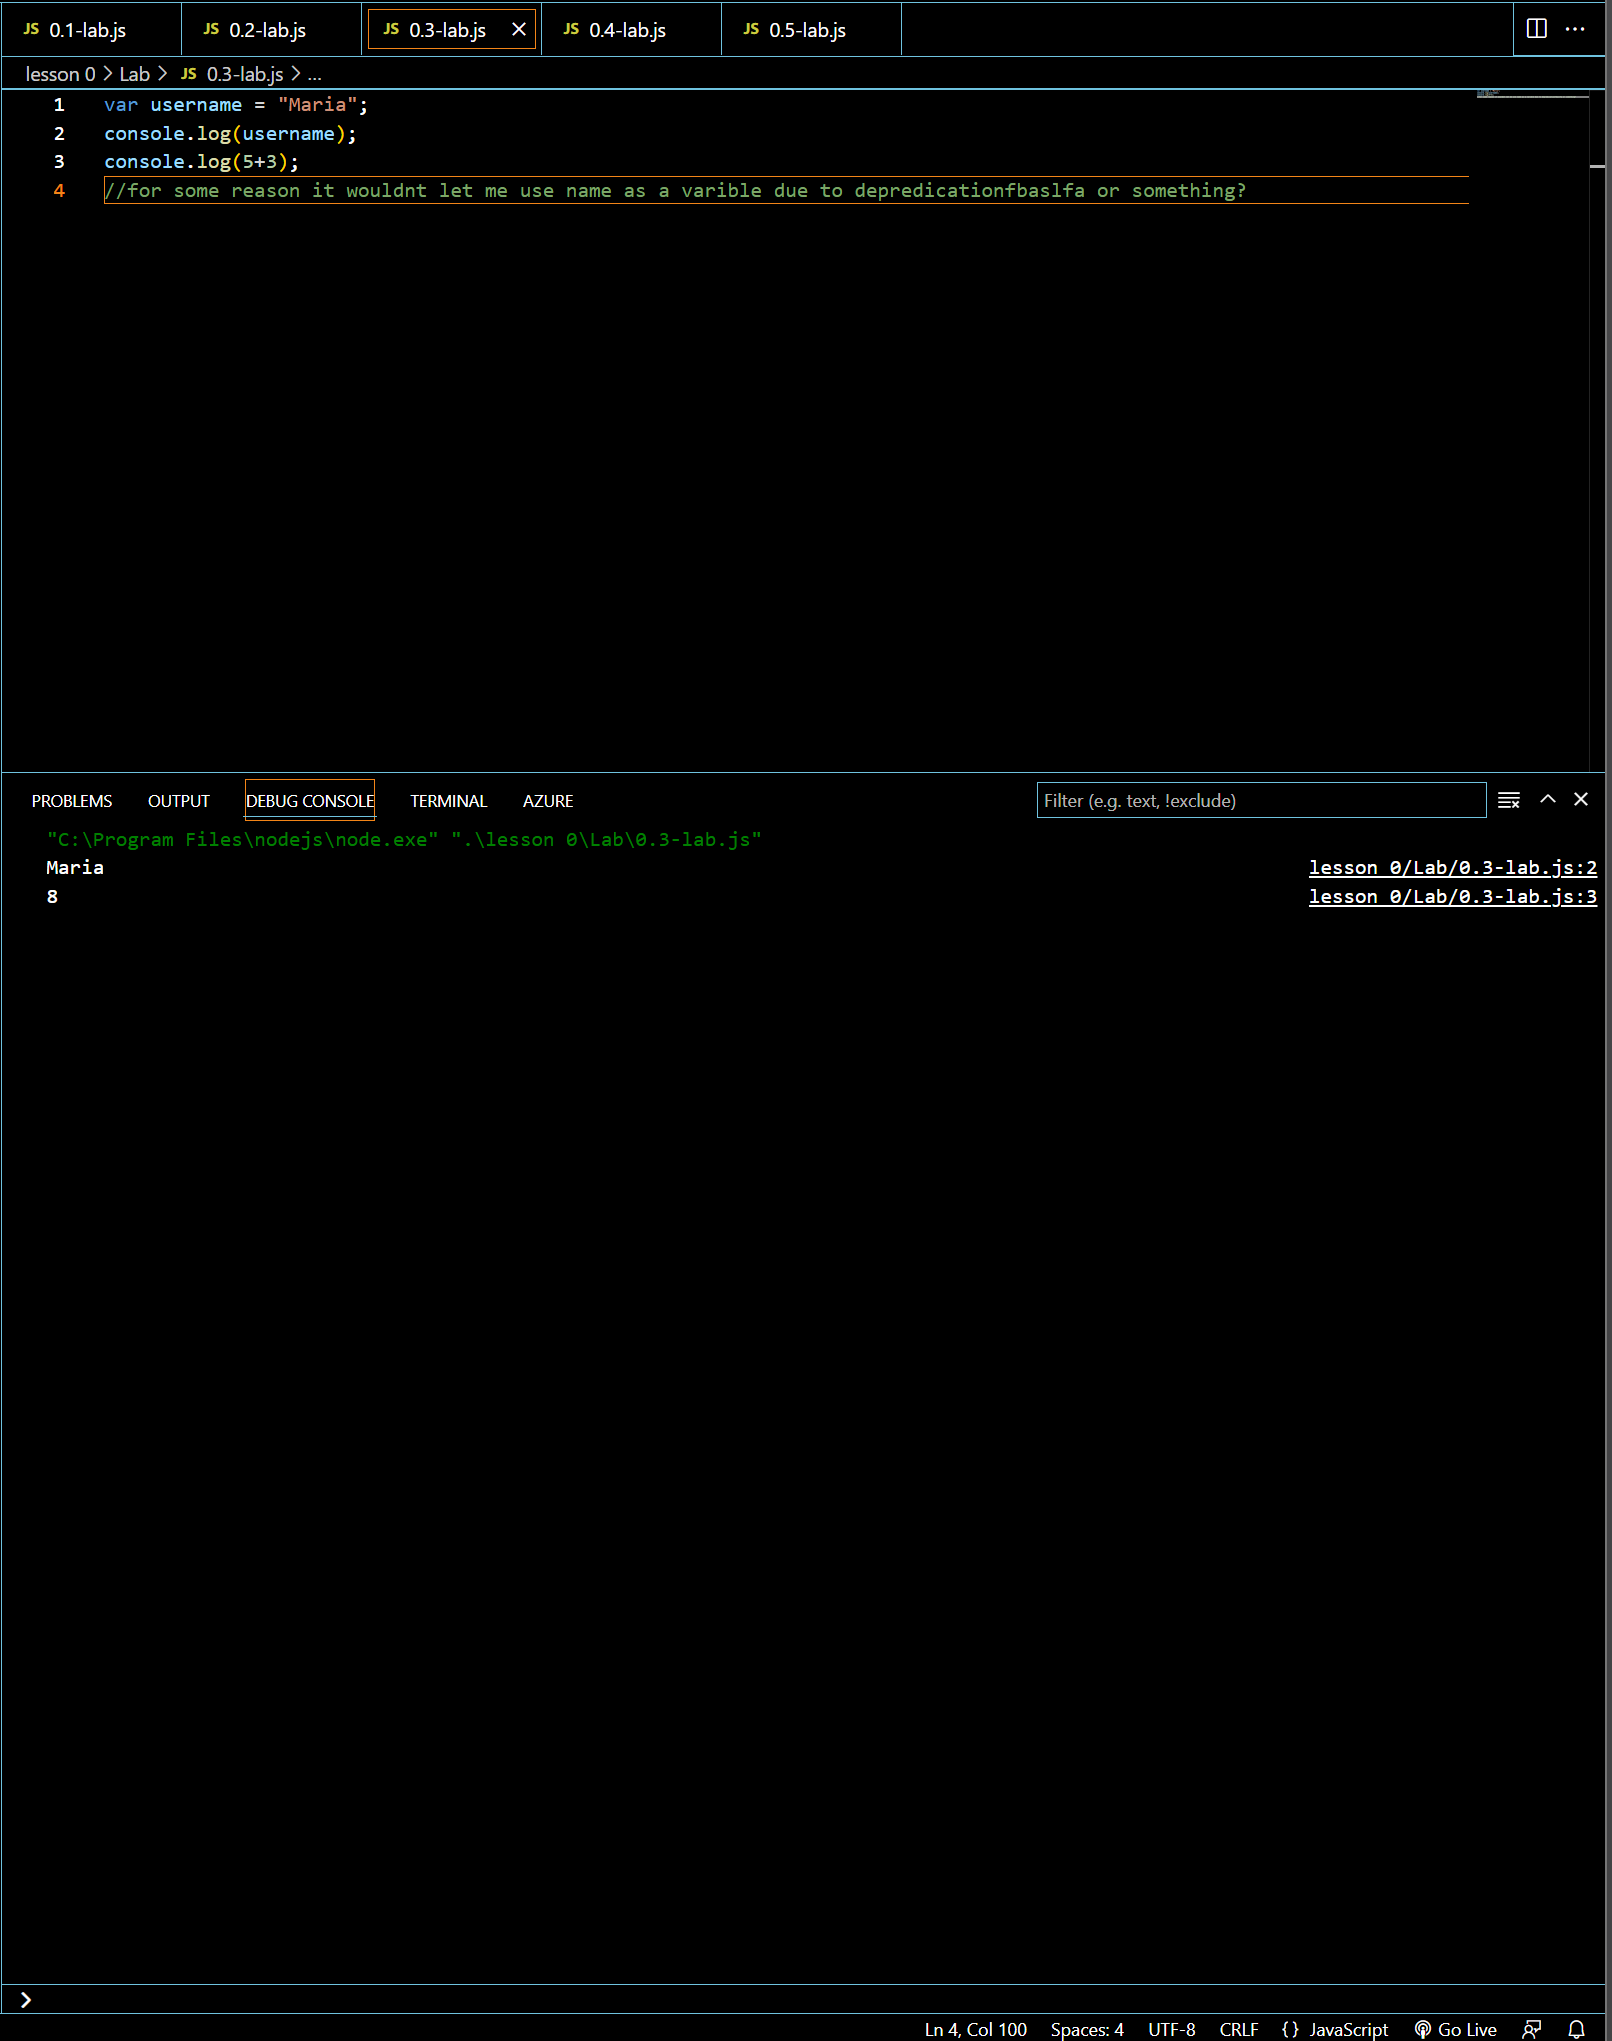 JS 0.1-lab.js JS 0.2-lab.js JS 0.3-lab.js JS 0.4-lab.js JS 0.5-lab.js
lesson 0 > Lab > JS 0.3-lab.js > ...
1 var username = "Maria";
2 console.log(username);
3 console.log(5+3);
4 //for some reason it wouldnt let me use name as a varible due to depredicationfbaslfa or something?
PROBLEMS OUTPUT DEBUG CONSOLE TERMINAL AZURE Filter (e.g. text, !exclude)
"C:\Program Files\nodejs\node.exe" ".\lesson 0\Lab\0.3-lab.js"
Maria lesson 0/Lab/0.3-lab.js:2
8 lesson 0/Lab/0.3-lab.js:3
Ln 4, Col 100 Spaces: 4 UTF-8 CRLF {} JavaScript Go Live